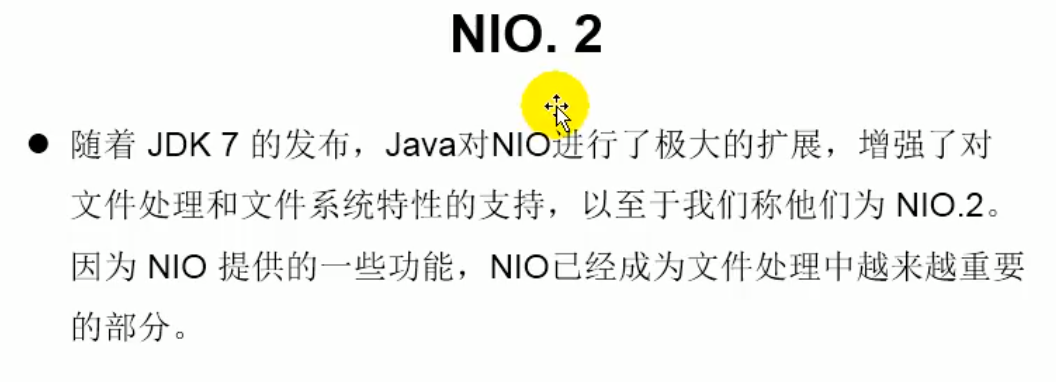 NIO. 2
● 随着 JDK 7 的发布，Java对NIO进行了极大的扩展，增强了对
文件处理和文件系统特性的支持，以至于我们称他们为 NIO.2。
因为 NIO 提供的一些功能，NIO已经成为文件处理中越来越重要
的部分。